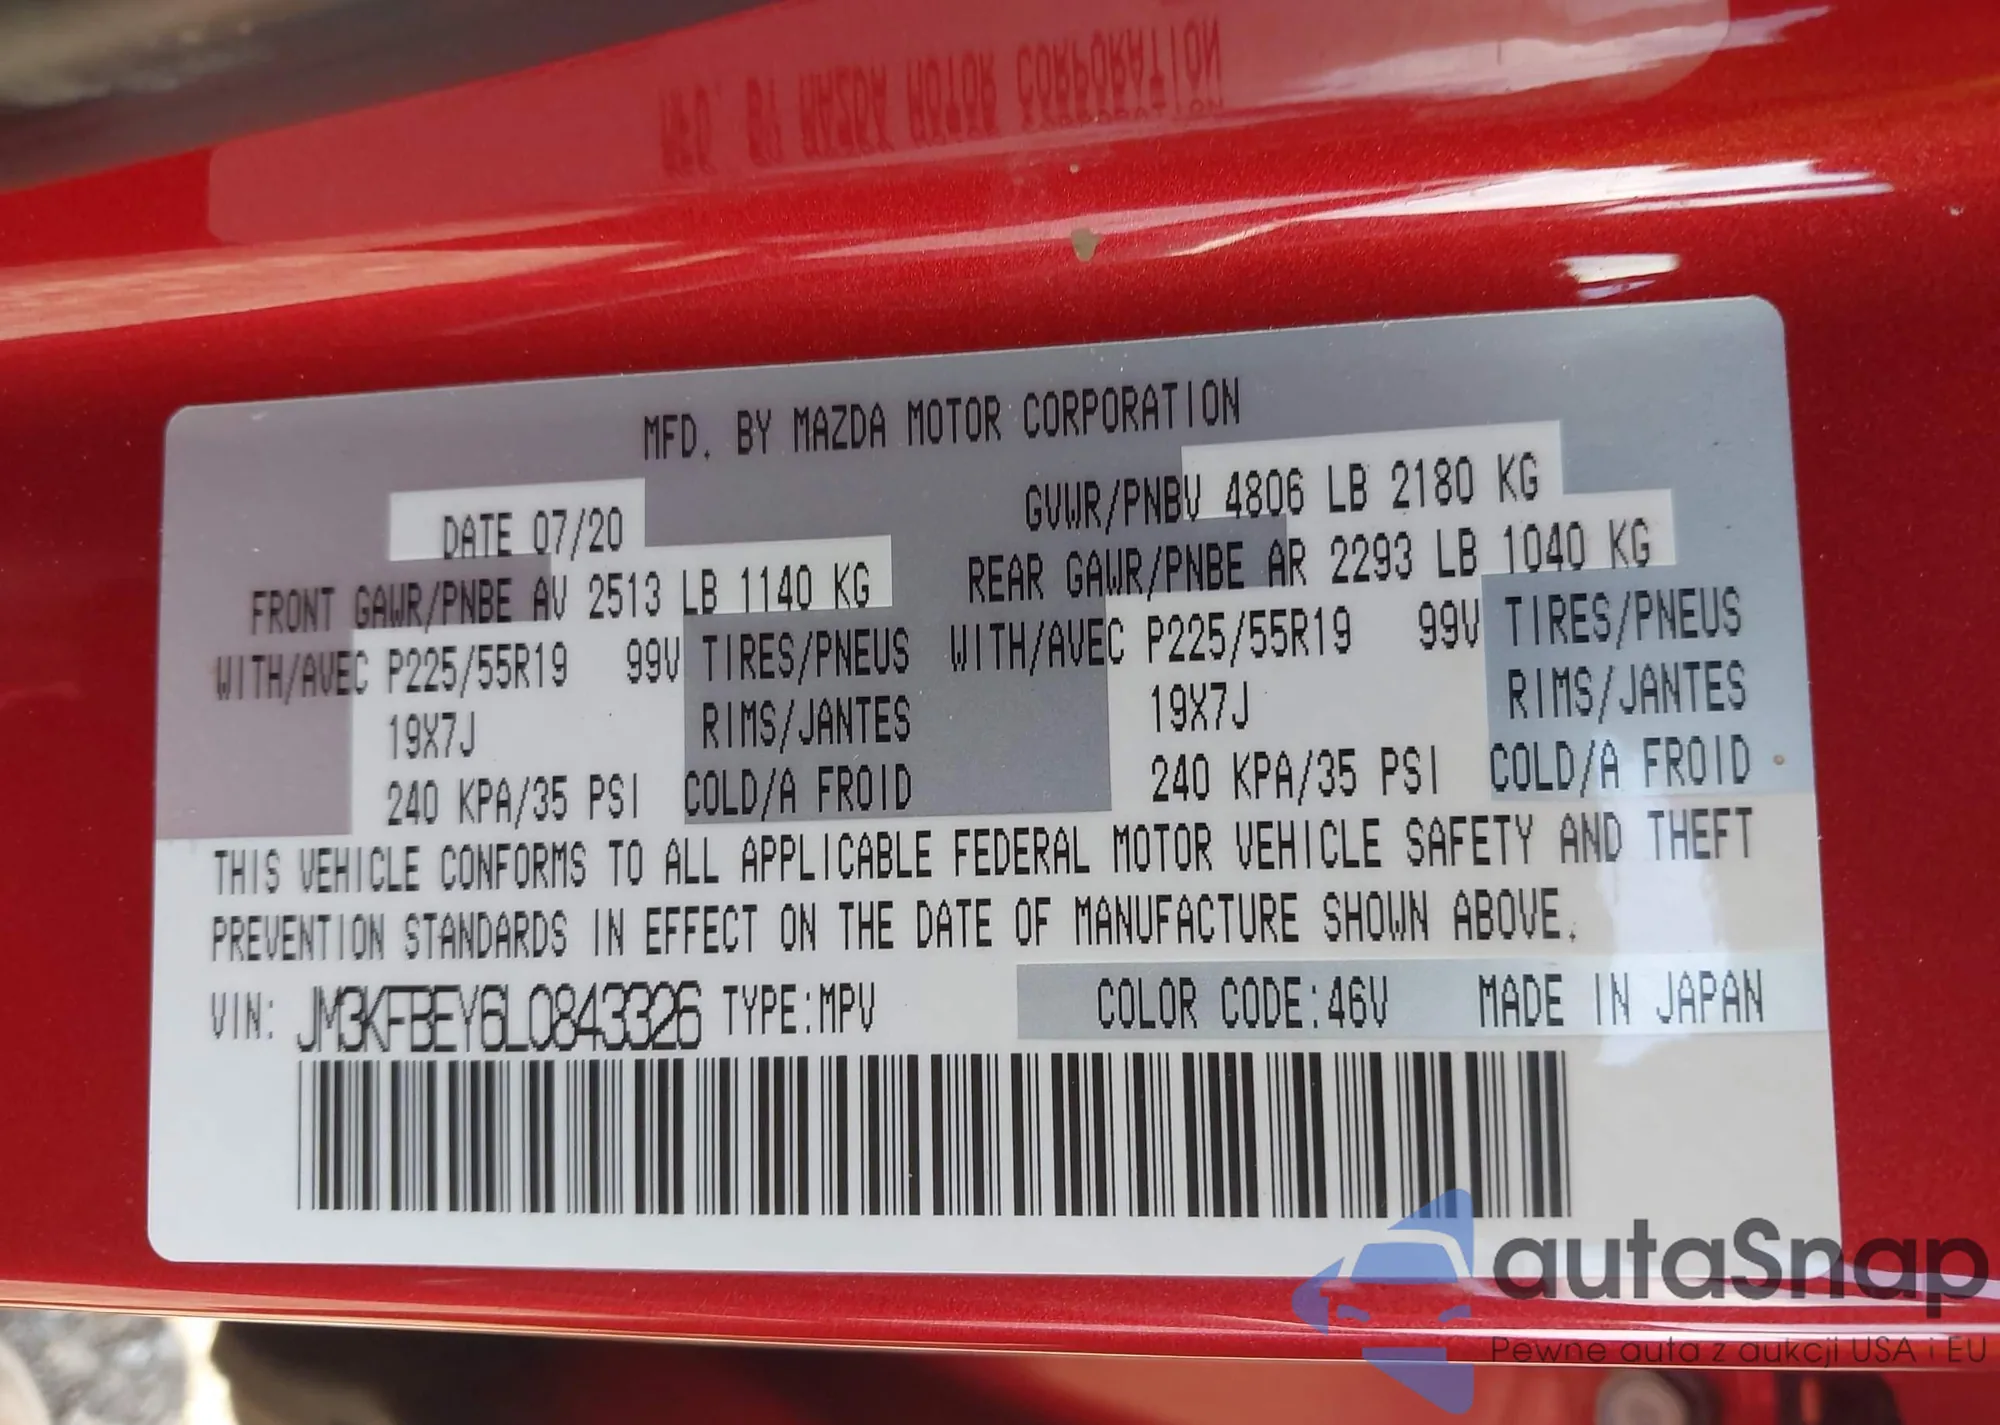 MFD. BY MAZDA MOTOR CORPORATION
DATE 07/20 GVWR/PNBV 4806 LB 2180 KG
FRONT GAWR/PNBE AV 2513 LB 1140 KG REAR GAWR/PNBE AR 2293 LB 1040 KG
WITH/AVEC P225/55R19 99V TIRES/PNEUS WITH/AVEC P225/55R19 99V TIRES/PNEUS
19X7J RIMS/JANTES 19X7J RIMS/JANTES
240 KPA/35 PSI COLD/A FROID 240 KPA/35 PSI COLD/A FROID
THIS VEHICLE CONFORMS TO ALL APPLICABLE FEDERAL MOTOR VEHICLE SAFETY AND THEFT
PREVENTION STANDARDS IN EFFECT ON THE DATE OF MANUFACTURE SHOWN ABOVE.
VIN: JM3KFBEY6L0843326 TYPE:MPV COLOR CODE:46V MADE IN JAPAN
autaSnap
Pewne auta z aukcji USA i EU